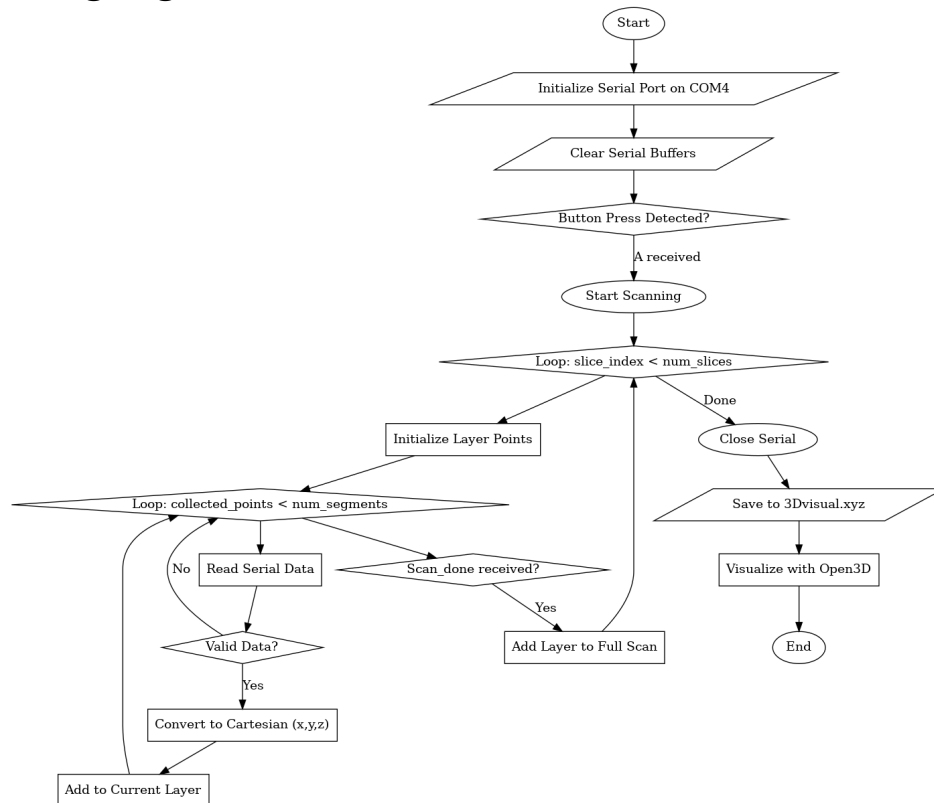 Start
Initialize Serial Port on COM4
Clear Serial Buffers
Button Press Detected?
A received
Start Scanning
Loop: slice_index < num_slices
Done
Initialize Layer Points
Close Serial
Loop: collected_points < num_segments
Save to 3Dvisual.xyz
No
Read Serial Data
Scan_done received?
Visualize with Open3D
Yes
Valid Data?
Add Layer to Full Scan
End
Yes
Convert to Cartesian (x,y,z)
Add to Current Layer